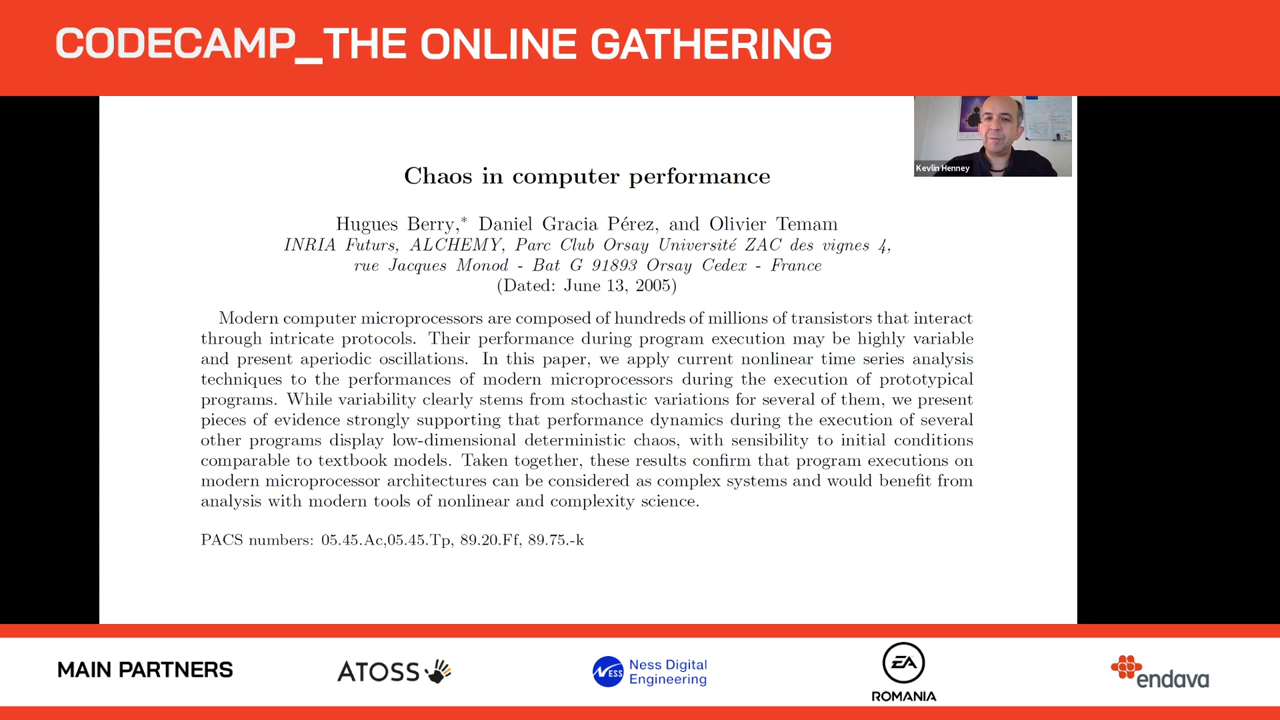 CODECAMP_THE ONLINE GATHERING
Kevlin Henney
Chaos in computer performance
Hugues Berry,* Daniel Gracia Pérez, and Olivier Temam
INRIA Futurs, ALCHEMY, Parc Club Orsay Université ZAC des vignes 4,
rue Jacques Monod - Bat G 91893 Orsay Cedex - France
(Dated: June 13, 2005)
Modern computer microprocessors are composed of hundreds of millions of transistors that interact
through intricate protocols. Their performance during program execution may be highly variable
and present aperiodic oscillations. In this paper, we apply current nonlinear time series analysis
techniques to the performances of modern microprocessors during the execution of prototypical
programs. While variability clearly stems from stochastic variations for several of them, we present
pieces of evidence strongly supporting that performance dynamics during the execution of several
other programs display low-dimensional deterministic chaos, with sensibility to initial conditions
comparable to textbook models. Taken together, these results confirm that program executions on
modern microprocessor architectures can be considered as complex systems and would benefit from
analysis with modern tools of nonlinear and complexity science.
PACS numbers: 05.45.Ac,05.45.Tp, 89.20.Ff, 89.75.-k
MAIN PARTNERS
ATOSS
NESS
Ness Digital
Engineering
EA
ROMANIA
endava